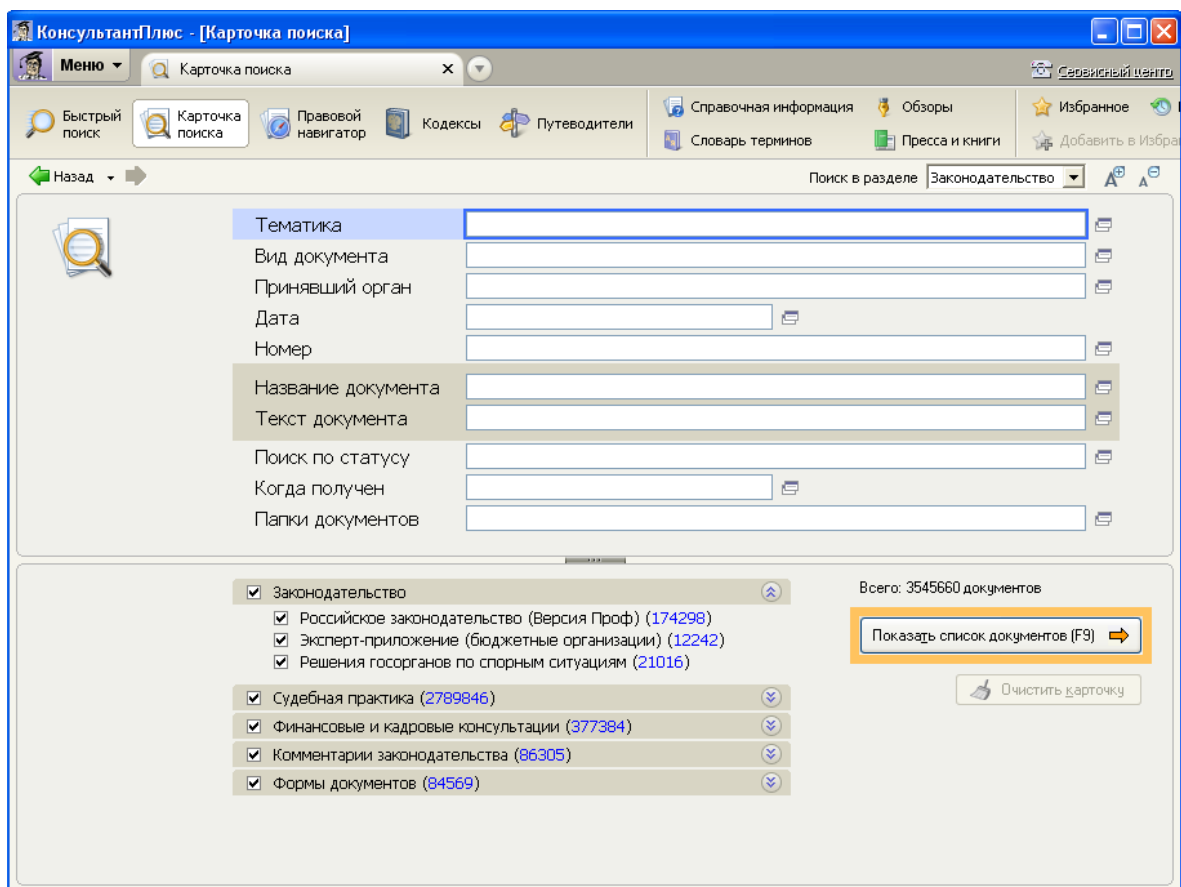 КонсультантПлюс - [Карточка поиска]
Меню
Карточка поиска
Сервисный центр
Быстрый поиск
Карточка поиска
Правовой навигатор
Кодексы
Путеводители
Справочная информация
Словарь терминов
Обзоры
Пресса и книги
Избранное
Добавить в Избра
Назад
Поиск в разделе Законодательство
Тематика
Вид документа
Принявший орган
Дата
Номер
Название документа
Текст документа
Поиск по статусу
Когда получен
Папки документов
Законодательство
Российское законодательство (Версия Проф) (174298)
Эксперт-приложение (бюджетные организации) (12242)
Решения госорганов по спорным ситуациям (21016)
Судебная практика (2789846)
Финансовые и кадровые консультации (377384)
Комментарии законодательства (86305)
Формы документов (84569)
Всего: 3545660 документов
Показать список документов (F9)
Очистить карточку